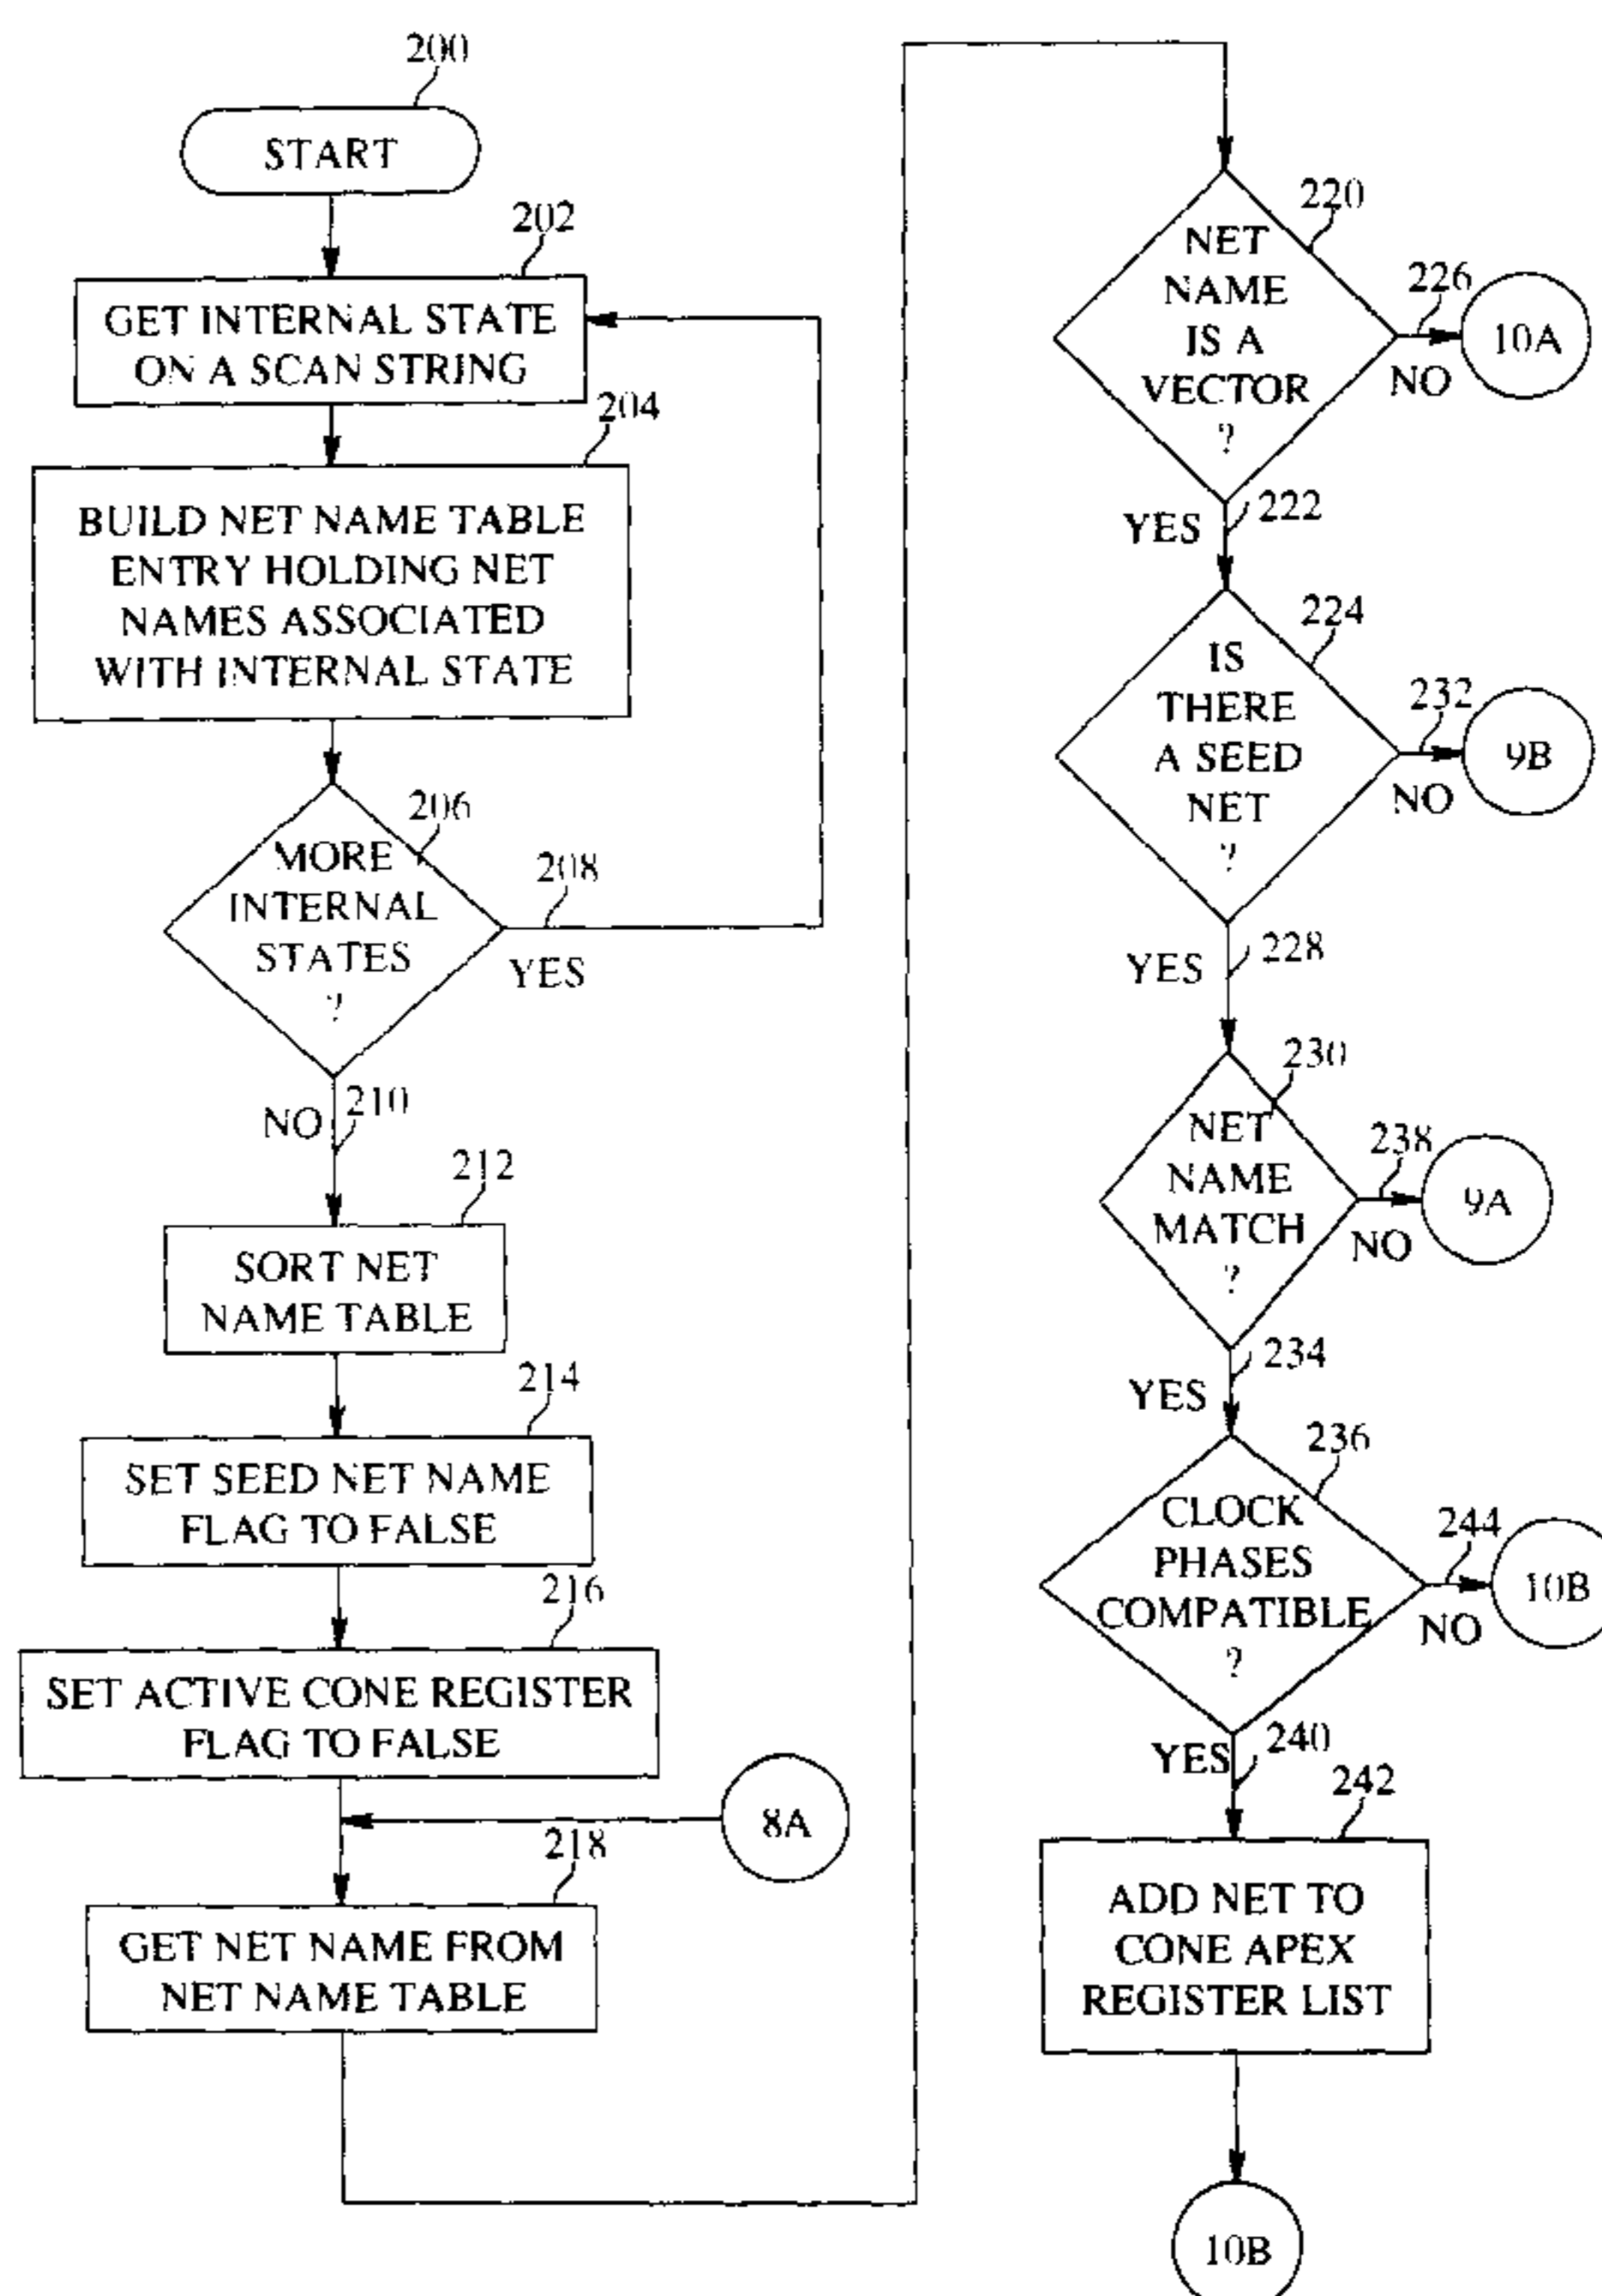 200
START
202
GET INTERNAL STATE
ON A SCAN STRING
204
BUILD NET NAME TABLE
ENTRY HOLDING NET
NAMES ASSOCIATED
WITH INTERNAL STATE
206
MORE
INTERNAL
STATES
?
208
YES
NO
210
212
SORT NET
NAME TABLE
214
SET SEED NET NAME
FLAG TO FALSE
216
SET ACTIVE CONE REGISTER
FLAG TO FALSE
8A
218
GET NET NAME FROM
NET NAME TABLE
220
NET
NAME
IS A
VECTOR
?
226
10A
NO
YES
222
224
IS
THERE
A SEED
NET
?
232
9B
NO
YES
228
230
NET
NAME
MATCH
?
238
9A
NO
YES
234
236
CLOCK
PHASES
COMPATIBLE
?
244
10B
NO
YES
240
242
ADD NET TO
CONE APEX
REGISTER LIST
10B